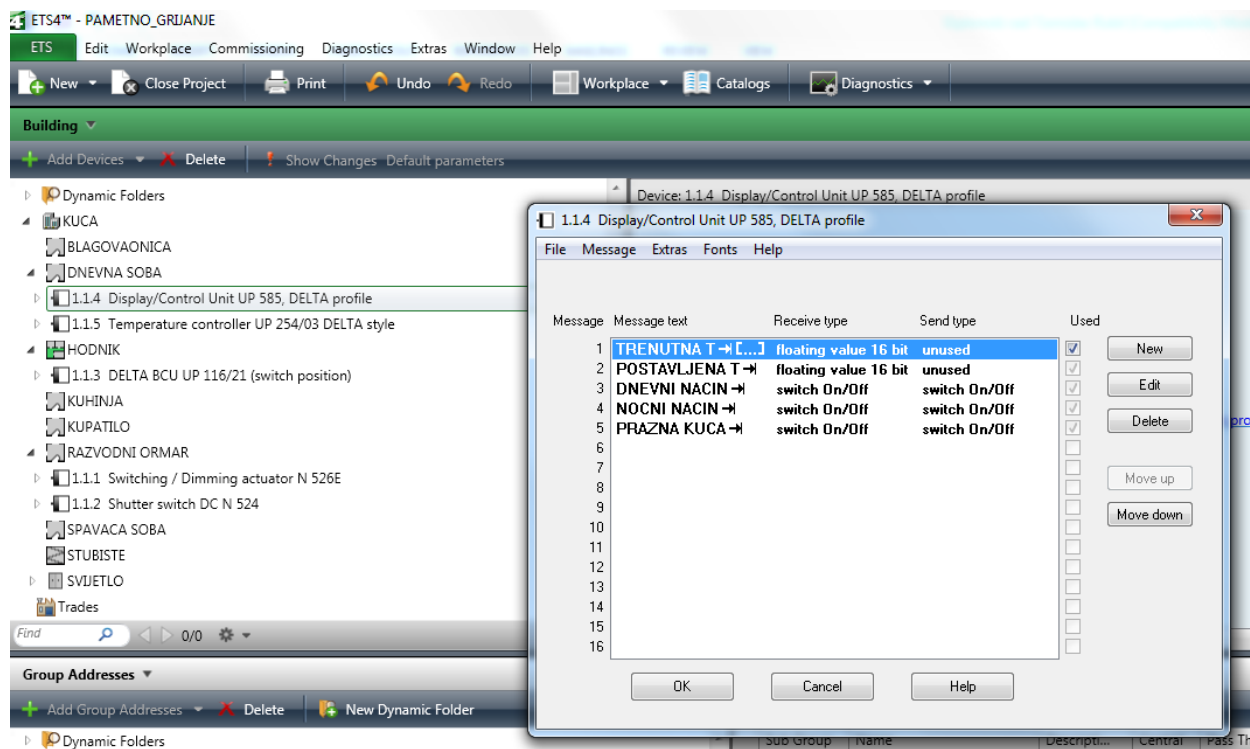 ETS4™ - PAMETNO_GRIJANJE
ETS Edit Workplace Commissioning Diagnostics Extras Window Help
New Close Project Print Undo Redo Workplace Catalogs Diagnostics
Building
Add Devices Delete Show Changes Default parameters
Dynamic Folders
KUCA
BLAGOVAONICA
DNEVNA SOBA
1.1.4 Display/Control Unit UP 585, DELTA profile
1.1.5 Temperature controller UP 254/03 DELTA style
HODNIK
1.1.3 DELTA BCU UP 116/21 (switch position)
KUHINJA
KUPATILO
RAZVODNI ORMAR
1.1.1 Switching / Dimming actuator N 526E
1.1.2 Shutter switch DC N 524
SPAVACA SOBA
STUBISTE
SVIJETLO
Trades
Find 0/0
Group Addresses
Add Group Addresses Delete New Dynamic Folder
Dynamic Folders
Device: 1.1.4 Display/Control Unit UP 585, DELTA profile
1.1.4 Display/Control Unit UP 585, DELTA profile
File Message Extras Fonts Help
Message Message text Receive type Send type Used
1 TRENUTNA T →| [...] floating value 16 bit unused
2 POSTAVLJENA T →| floating value 16 bit unused
3 DNEVNI NACIN →| switch On/Off switch On/Off
4 NOCNI NACIN →| switch On/Off switch On/Off
5 PRAZNA KUCA →| switch On/Off switch On/Off
6
7
8
9
10
11
12
13
14
15
16
New
Edit
Delete
Move up
Move down
OK Cancel Help
pro
Sub Group Name Descripti... Central Pass Th